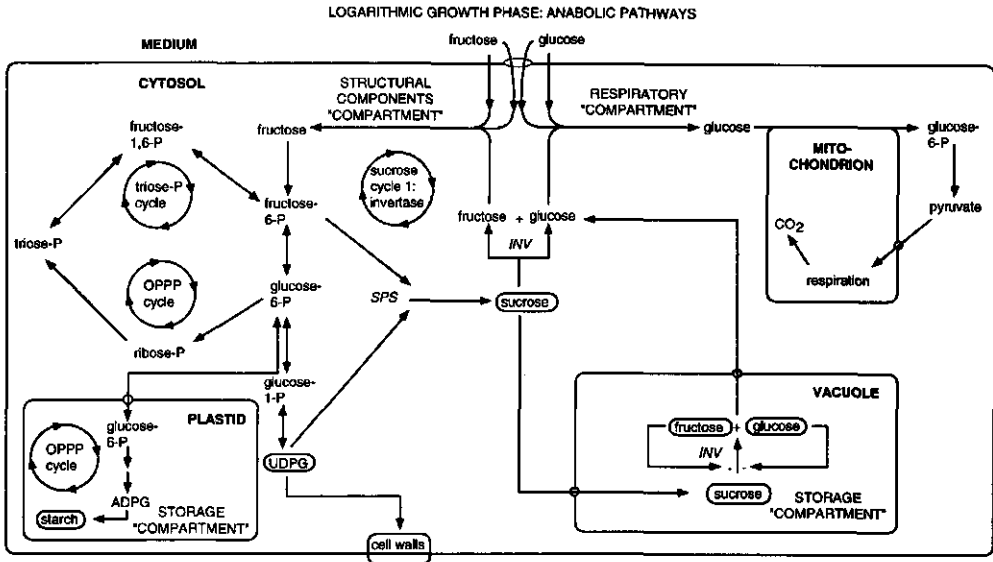 LOGARITHMIC GROWTH PHASE: ANABOLIC PATHWAYS
MEDIUM
fructose
glucose
CYTOSOL
STRUCTURAL
COMPONENTS
"COMPARTMENT"
RESPIRATORY
"COMPARTMENT"
fructose-
1,6-P
fructose
glucose
glucose-
6-P
MITO-
CHONDRION
triose-P
cycle
sucrose
cycle 1:
invertase
fructose-
6-P
fructose + glucose
pyruvate
triose-P
INV
CO2
OPPP
cycle
glucose-
6-P
SPS
sucrose
respiration
ribose-P
glucose-
1-P
PLASTID
VACUOLE
glucose-
6-P
OPPP
cycle
UDPG
fructose + glucose
INV
ADPG
starch
STORAGE
"COMPARTMENT"
sucrose
STORAGE
"COMPARTMENT"
cell walls